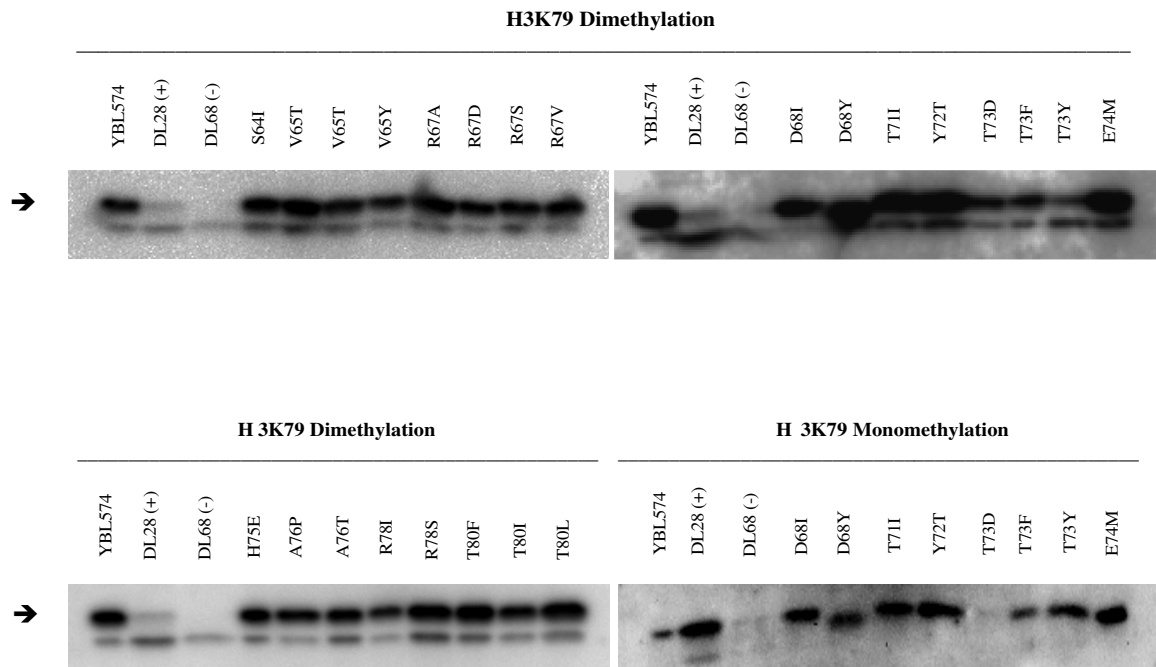 H3K79 Dimethylation
YBL574
DL28 (+)
DL68 (-)
S64I
V65T
V65T
V65Y
R67A
R67D
R67S
R67V
YBL574
DL28 (+)
DL68 (-)
D68I
D68Y
T71I
Y72T
T73D
T73F
T73Y
E74M
H 3K79 Dimethylation
YBL574
DL28 (+)
DL68 (-)
H75E
A76P
A76T
R78I
R78S
T80F
T80I
T80L
H 3K79 Monomethylation
YBL574
DL28 (+)
DL68 (-)
D68I
D68Y
T71I
Y72T
T73D
T73F
T73Y
E74M